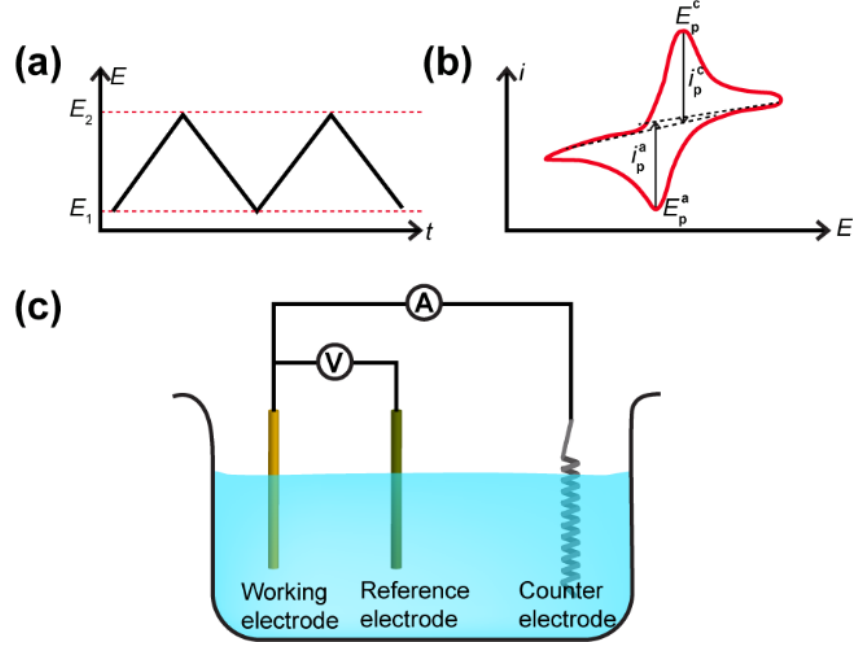 (a)
E
E2
E1
t
(b)
i
Epc
ipc
ipa
Epa
E
(c)
A
V
Working
electrode
Reference
electrode
Counter
electrode